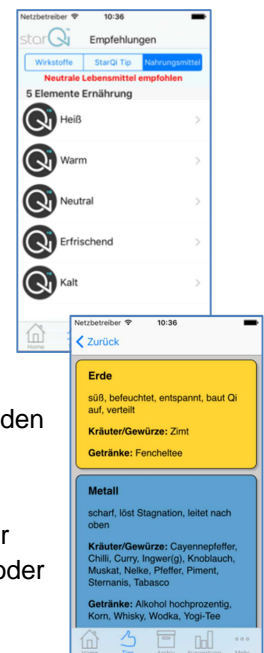 Netzbetreiber 10:36
starQi Empfehlungen
Wirkstoffe StarQi Tip Nahrungsmittel
Neutrale Lebensmittel empfohlen
5 Elemente Ernährung
Heiß
Warm
Neutral
Erfrischend
Kalt
Home
Netzbetreiber 10:36
Zurück
Erde
süß, befeuchtet, entspannt, baut Qi
auf, verteilt
Kräuter/Gewürze: Zimt
Getränke: Fencheltee
Metall
scharf, löst Stagnation, leitet nach
oben
Kräuter/Gewürze: Cayennepfeffer,
Chilli, Curry, Ingwer(g), Knoblauch,
Muskat, Nelke, Pfeffer, Piment,
Sternanis, Tabasco
Getränke: Alkohol hochprozentig,
Korn, Whisky, Wodka, Yogi-Tee
den
r
oder